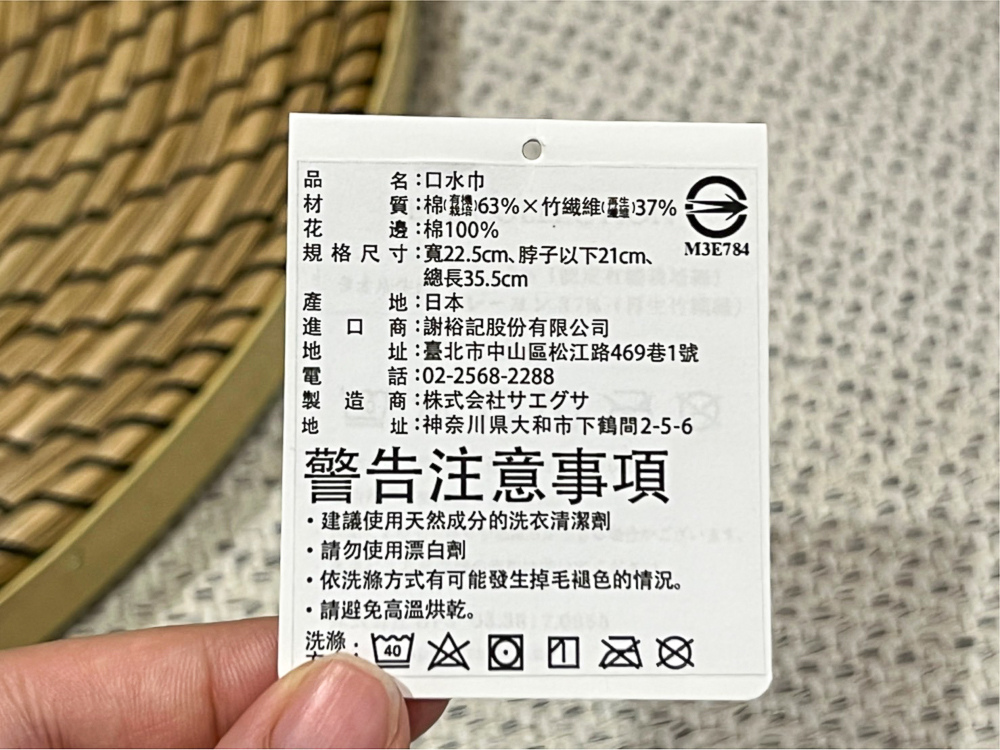 品名:口水巾
材質:棉(有機栽培)63%×竹纖維(再生纖維)37%
M3E784
花邊:棉100%
規格尺寸:寬22.5cm、脖子以下21cm、
總長35.5cm
產地:日本
進口商:謝裕記股份有限公司
地址:臺北市中山區松江路469巷1號
電話:02-2568-2288
製造商:株式会社サエグサ
地址:神奈川県大和市下鶴間2-5-6
警告注意事項
・建議使用天然成分的洗衣清潔劑
・請勿使用漂白劑
・依洗滌方式有可能發生掉毛褪色的情況。
・請避免高溫烘乾。
洗滌
: 40